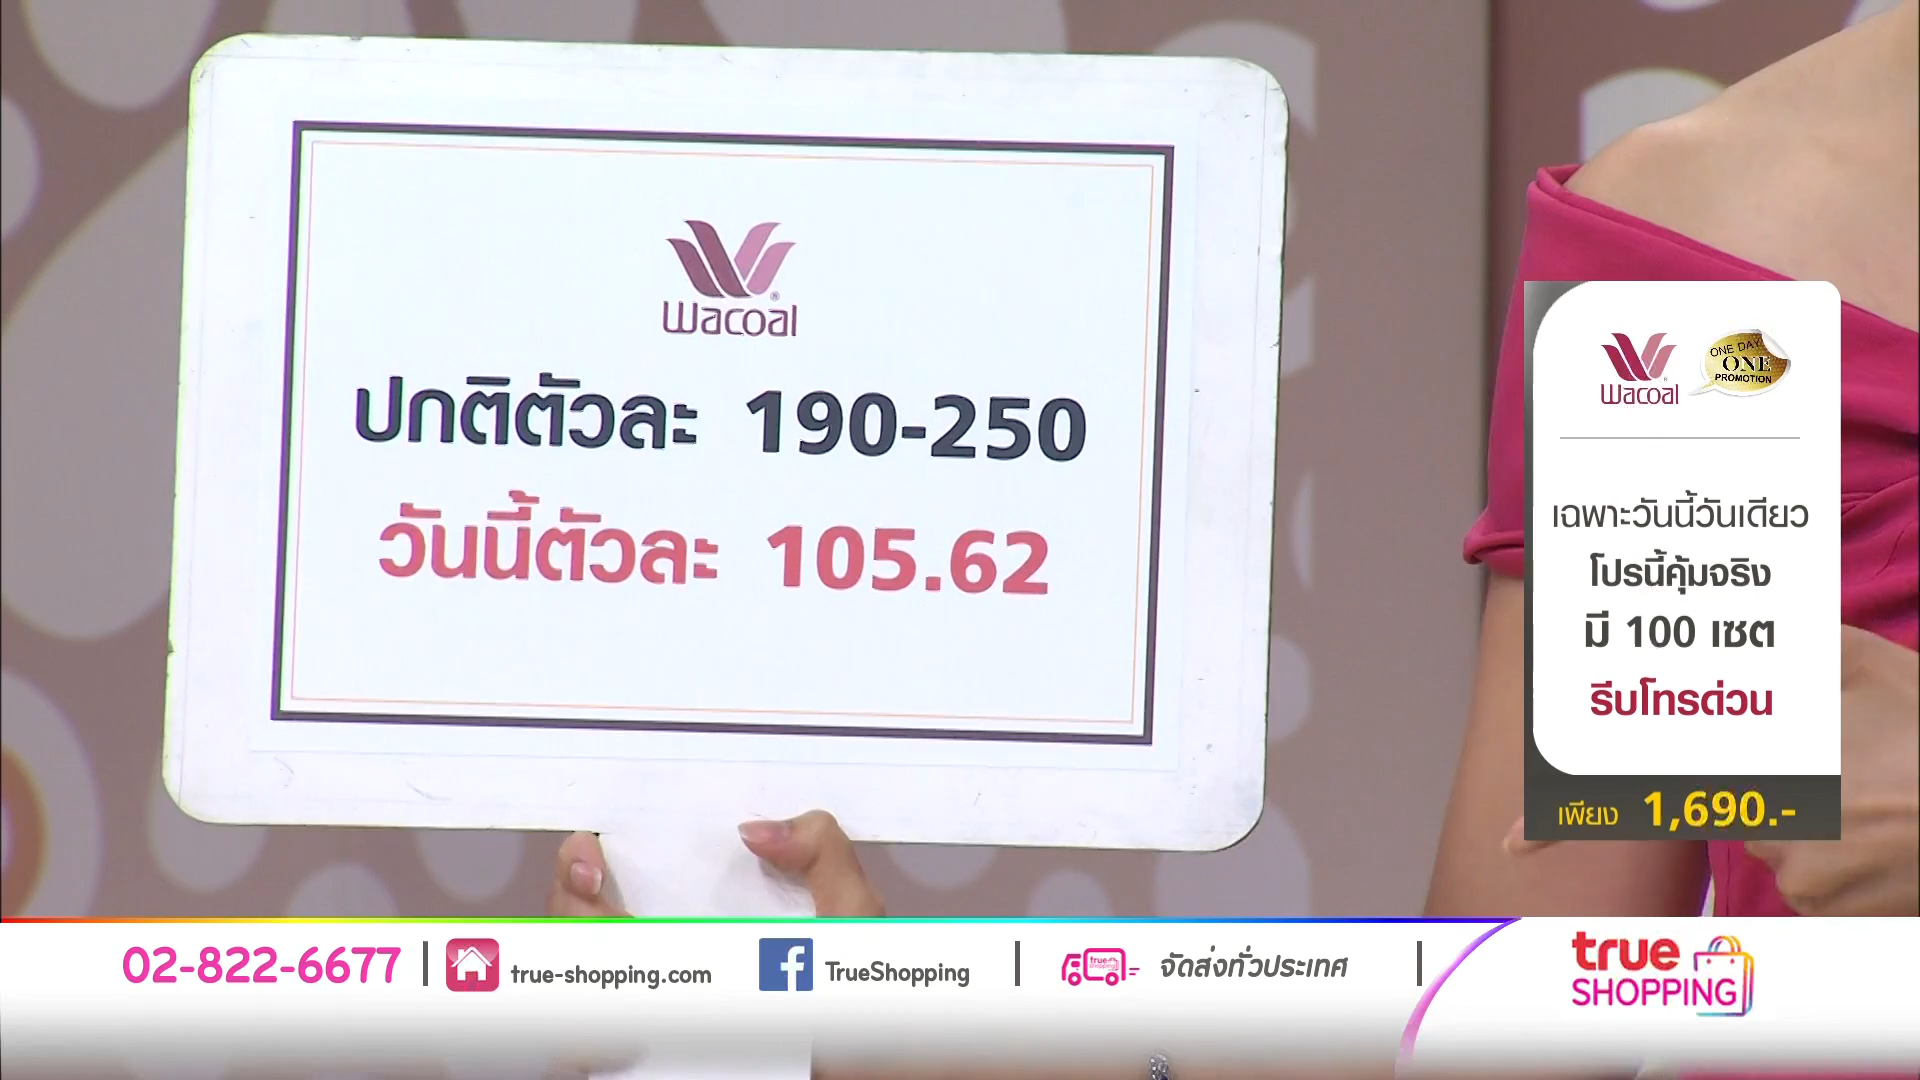 Wacoal
ปกติตัวละ 190-250
วันนี้ตัวละ 105.62
Wacoal
ONE DAY
ONE
PROMOTION
เฉพาะวันนี้วันเดียว
โปรนี้คุ้มจริง
มี 100 เซต
รีบโทรด่วน
เพียง 1,690.-
02-822-6677 true-shopping.com TrueShopping จัดส่งทั่วประเทศ
true
SHOPPING